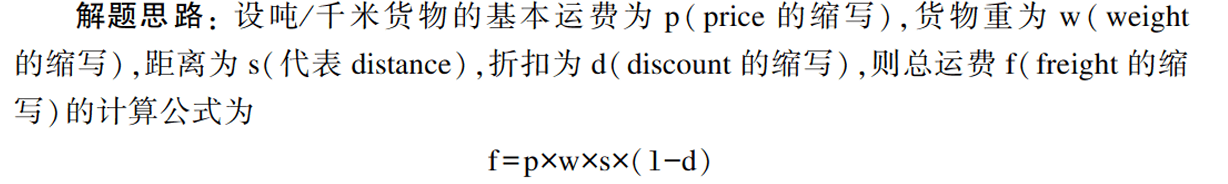 解题思路：设吨/千米货物的基本运费为 p(price 的缩写),货物重为 w(weight
的缩写),距离为 s(代表 distance),折扣为 d(discount 的缩写),则总运费 f(freight 的缩
写)的计算公式为
f=p×w×s×(1-d)